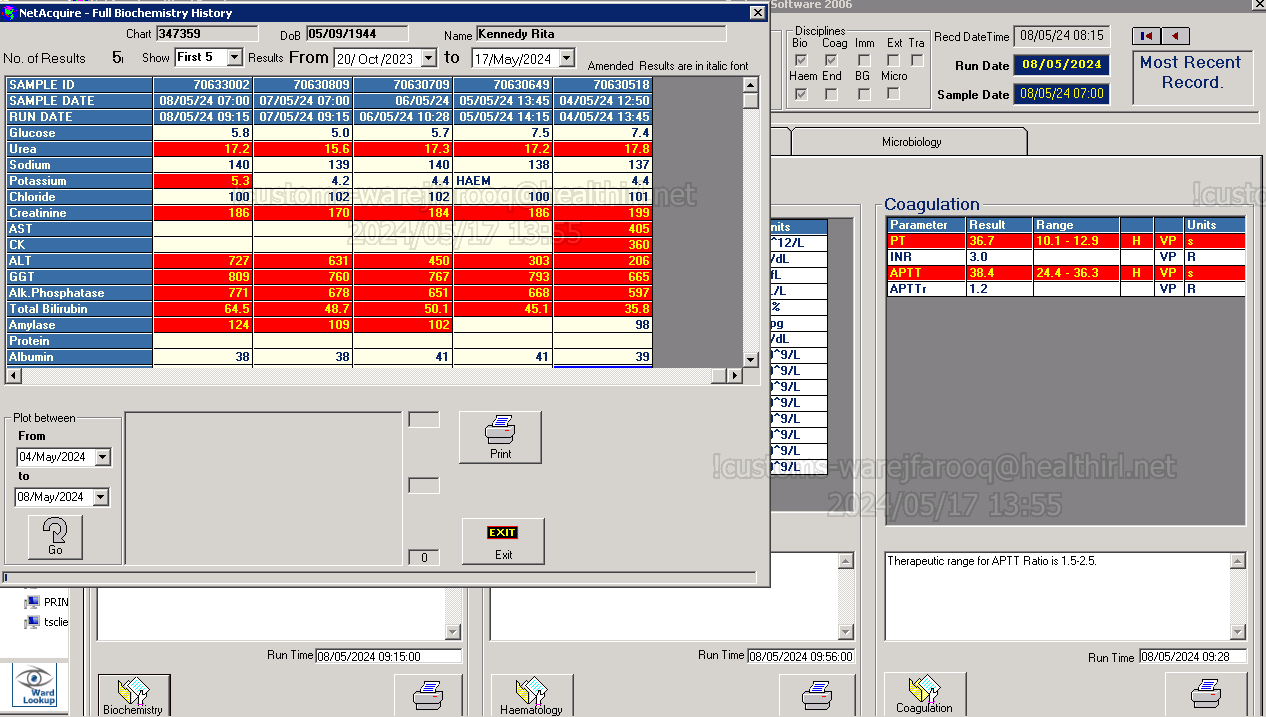 NetAcquire - Full Biochemistry History
Software 2006
Chart 347359 DoB 05/09/1944 Name Kennedy Rita
No. of Results 5 Show First 5 Results From 20/ Oct /2023 to 17/May/2024 Amended Results are in italic font
SAMPLE ID 70633002 70630809 70630709 70630649 70630518
SAMPLE DATE 08/05/24 07:00 07/05/24 07:00 06/05/24 05/05/24 13:45 04/05/24 12:50
RUN DATE 08/05/24 09:15 07/05/24 09:15 06/05/24 10:28 05/05/24 14:15 04/05/24 13:45
Glucose 5.8 5.0 5.7 7.5 7.4
Urea 17.2 15.6 17.3 17.2 17.8
Sodium 140 139 140 138 137
Potassium 5.3 4.2 4.4 HAEM 4.4
Chloride 100 102 102 100 101
Creatinine 186 170 184 186 199
AST 405
CK 360
ALT 727 631 450 303 206
GGT 809 760 767 793 665
Alk.Phosphatase 771 678 651 668 597
Total Bilirubin 64.5 48.7 50.1 45.1 35.8
Amylase 124 109 102 98
Protein
Albumin 38 38 41 41 39
Plot between
From
04/May/2024
to
08/May/2024
Go
Print
EXIT
Exit
0
Disciplines
Bio Coag Imm Ext Tra
Haem End BG Micro
Recd DateTime 08/05/24 08:15
Run Date 08/05/2024
Sample Date 08/05/24 07:00
Most Recent
Record.
Microbiology
nits
^12/L
/dL
fL
/L
%
pg
/dL
^9/L
^9/L
^9/L
^9/L
^9/L
^9/L
^9/L
Coagulation
Parameter Result Range Units
PT 36.7 10.1 - 12.9 H VP s
INR 3.0 VP R
APTT 38.4 24.4 - 36.3 H VP s
APTTr 1.2 VP R
Therapeutic range for APTT Ratio is 1.5-2.5.
!customs-warejfarooq@healthirl.net
2024/05/17 13:55
!custo
!customs-warejfarooq@healthirl.net
2024/05/17 13:55
PRIN
tsclie
Ward
Lookup
Run Time 08/05/2024 09:15:00
Run Time 08/05/2024 09:56:00
Run Time 08/05/2024 09:28
Biochemistry
Haematology
Coagulation